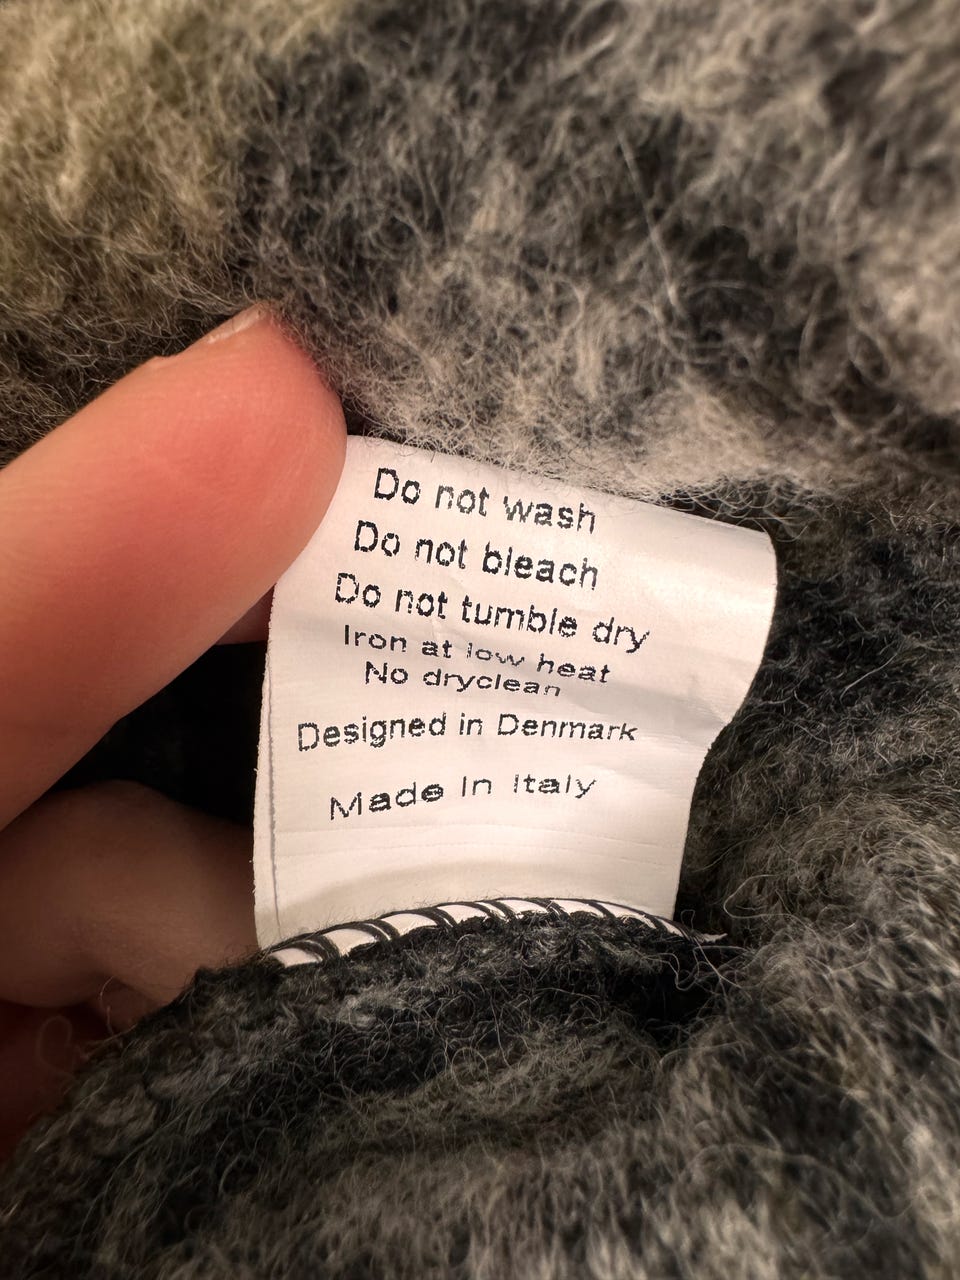 Do not wash
Do not bleach
Do not tumble dry
Iron at low heat
No dryclean
Designed in Denmark
Made In Italy